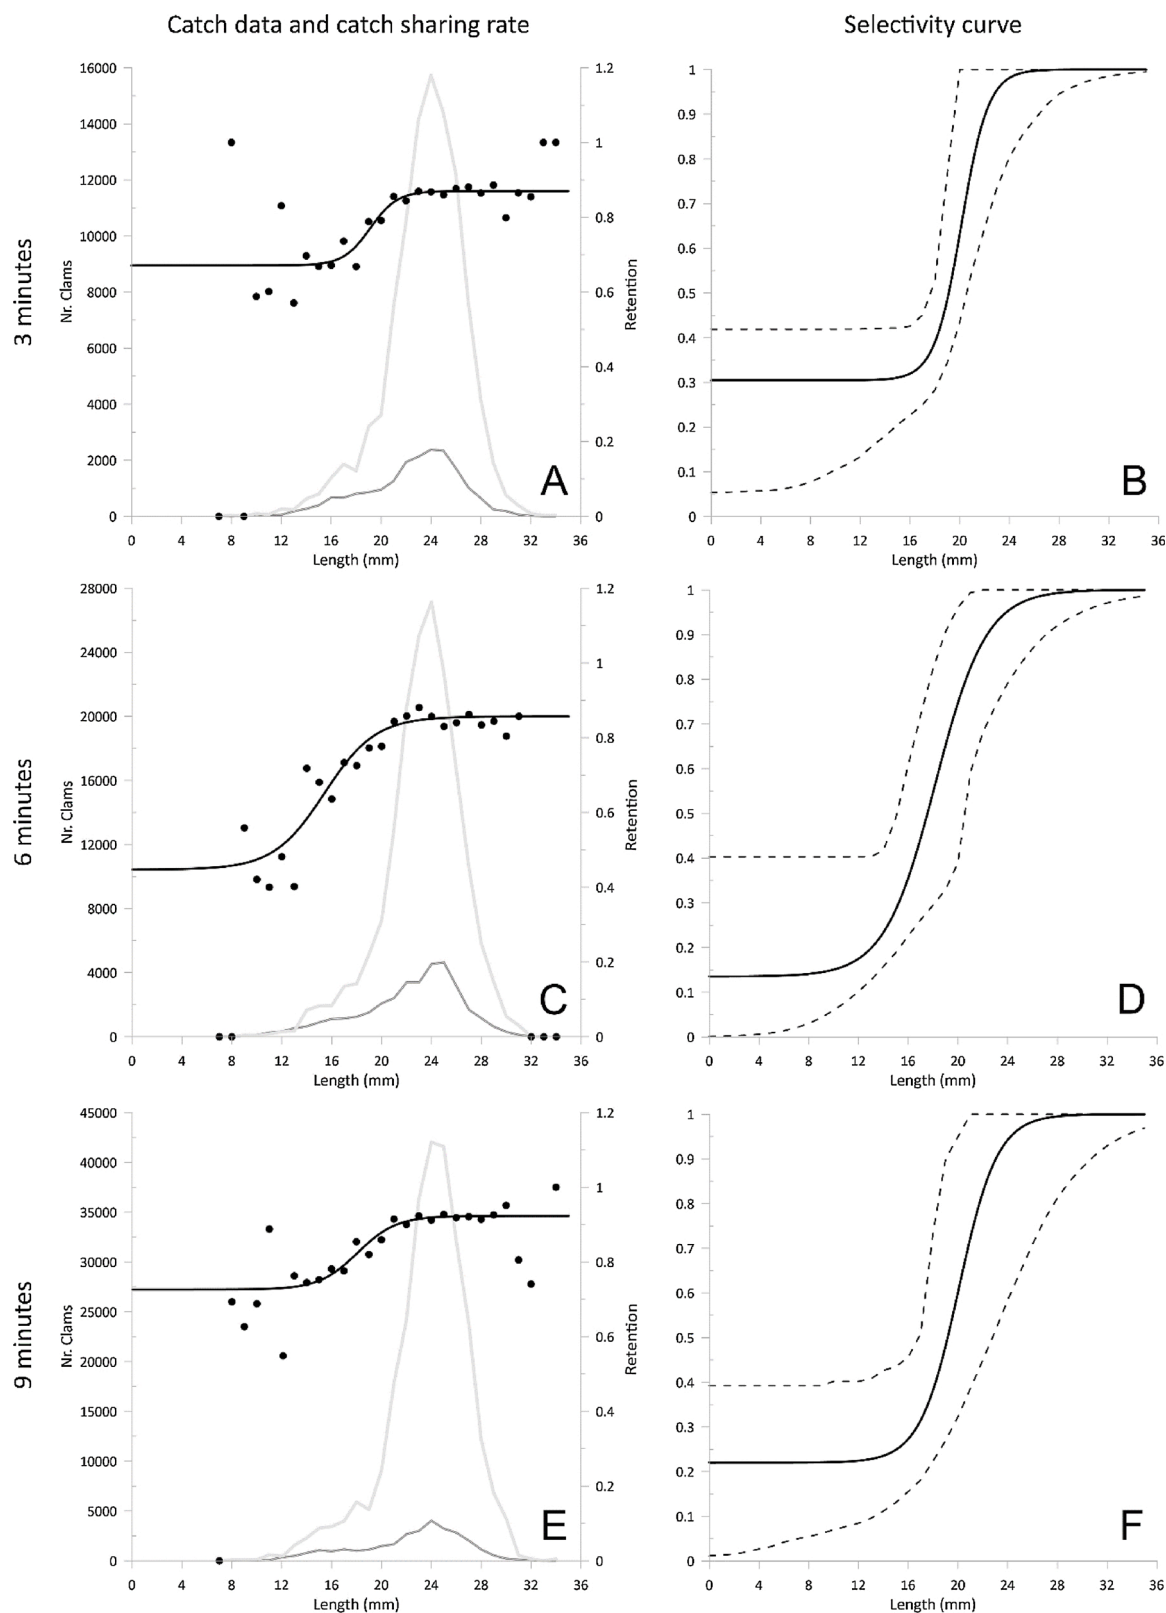 Catch data and catch sharing rate
Selectivity curve
3 minutes
16000
14000
12000
10000
8000
6000
4000
2000
0
Nr. Clams
1.2
1
0.8
0.6
0.4
0.2
0
Retention
A
0 4 8 12 16 20 24 28 32 36
Length (mm)
1
0.9
0.8
0.7
0.6
0.5
0.4
0.3
0.2
0.1
0
B
0 4 8 12 16 20 24 28 32 36
Length (mm)
6 minutes
28000
24000
20000
16000
12000
8000
4000
0
Nr. Clams
1.2
1
0.8
0.6
0.4
0.2
0
Retention
C
0 4 8 12 16 20 24 28 32 36
Length (mm)
1
0.9
0.8
0.7
0.6
0.5
0.4
0.3
0.2
0.1
0
D
0 4 8 12 16 20 24 28 32 36
Length (mm)
9 minutes
45000
40000
35000
30000
25000
20000
15000
10000
5000
0
Nr. Clams
1.2
1
0.8
0.6
0.4
0.2
0
Retention
E
0 4 8 12 16 20 24 28 32 36
Length (mm)
1
0.9
0.8
0.7
0.6
0.5
0.4
0.3
0.2
0.1
0
F
0 4 8 12 16 20 24 28 32 36
Length (mm)